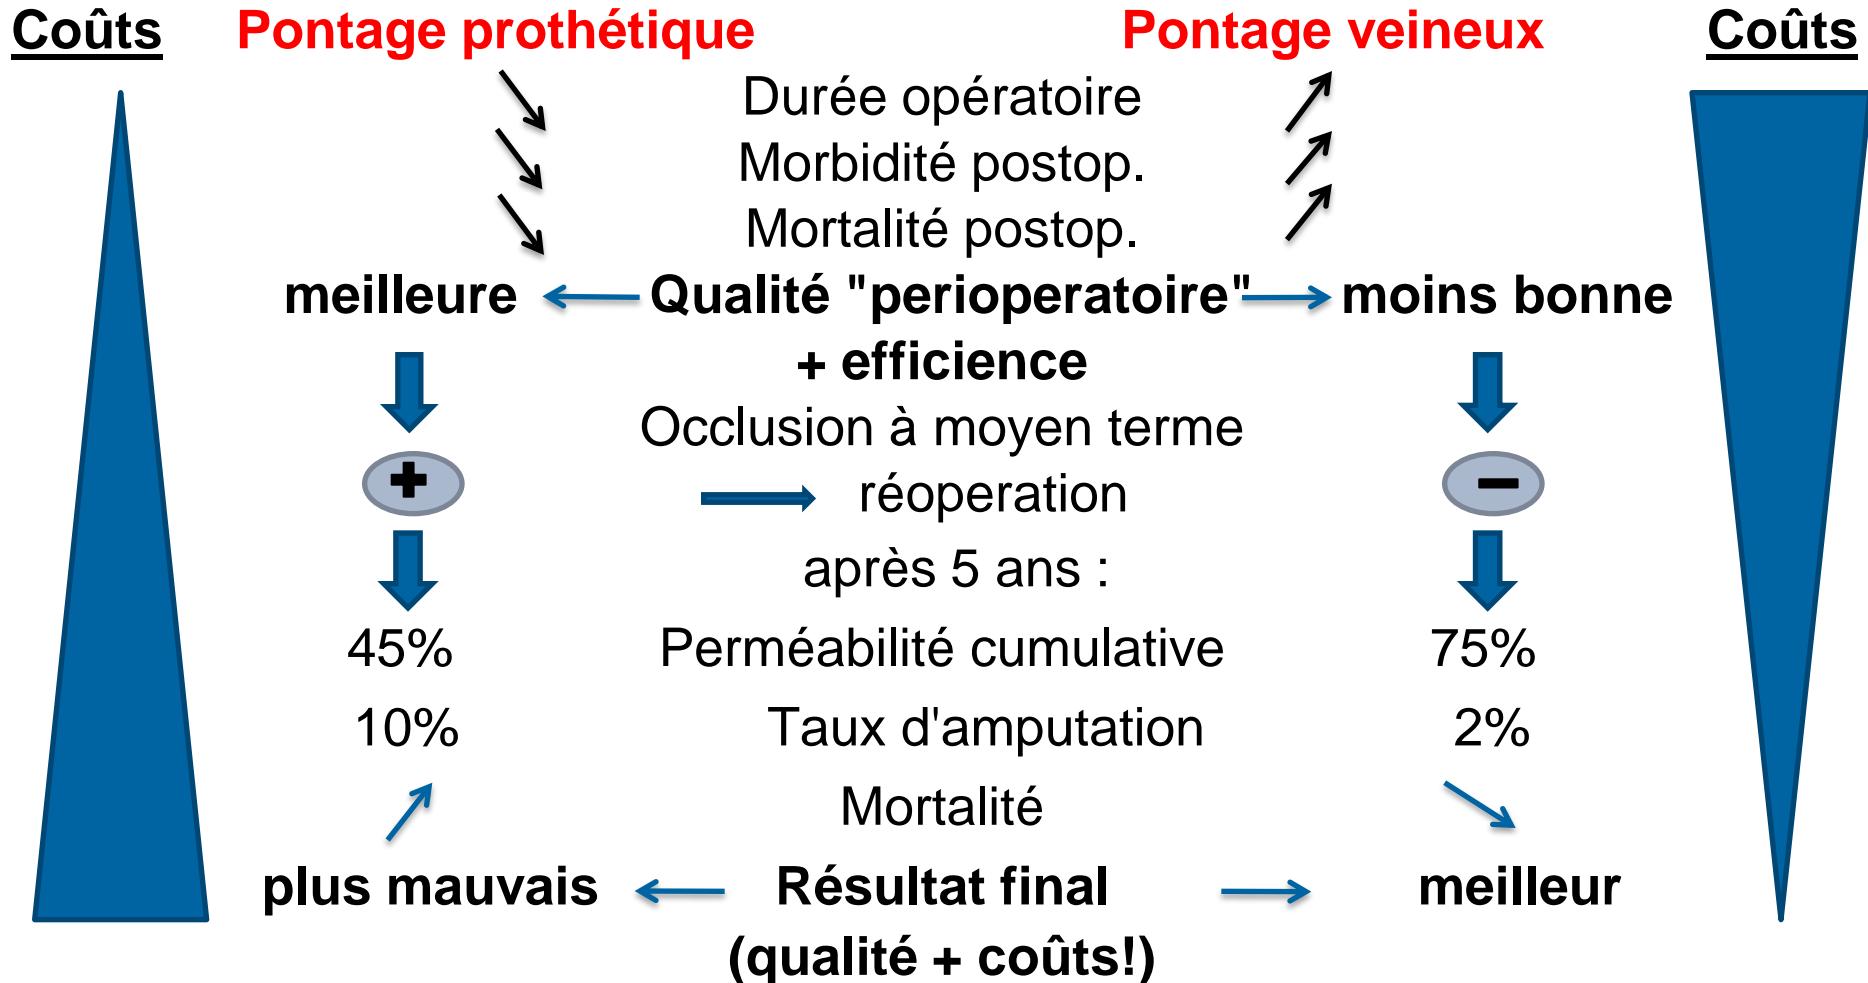 Coûts Pontage prothétique Pontage veineux Coûts
Durée opératoire
Morbidité postop.
Mortalité postop.
meilleure Qualité "perioperatoire" moins bonne
+ efficience
Occlusion à moyen terme
+ réoperation –
après 5 ans :
45% Perméabilité cumulative 75%
10% Taux d'amputation 2%
Mortalité
plus mauvais Résultat final meilleur
(qualité + coûts!)